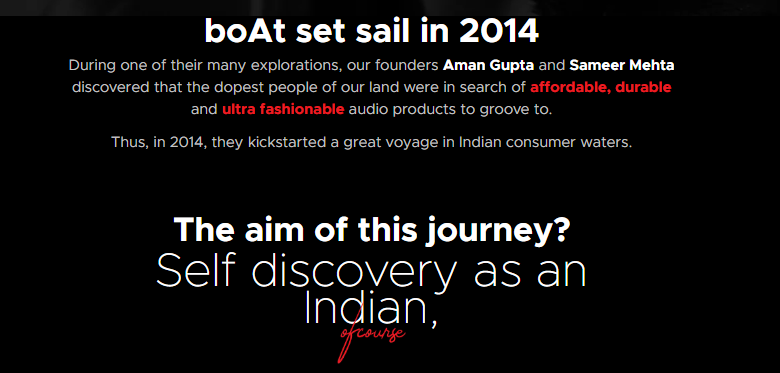 boAt set sail in 2014
During one of their many explorations, our founders Aman Gupta and Sameer Mehta
discovered that the dopest people of our land were in search of affordable, durable
and ultra fashionable audio products to groove to.
Thus, in 2014, they kickstarted a great voyage in Indian consumer waters.
The aim of this journey?
Self discovery as an
Indian,
ofcourse